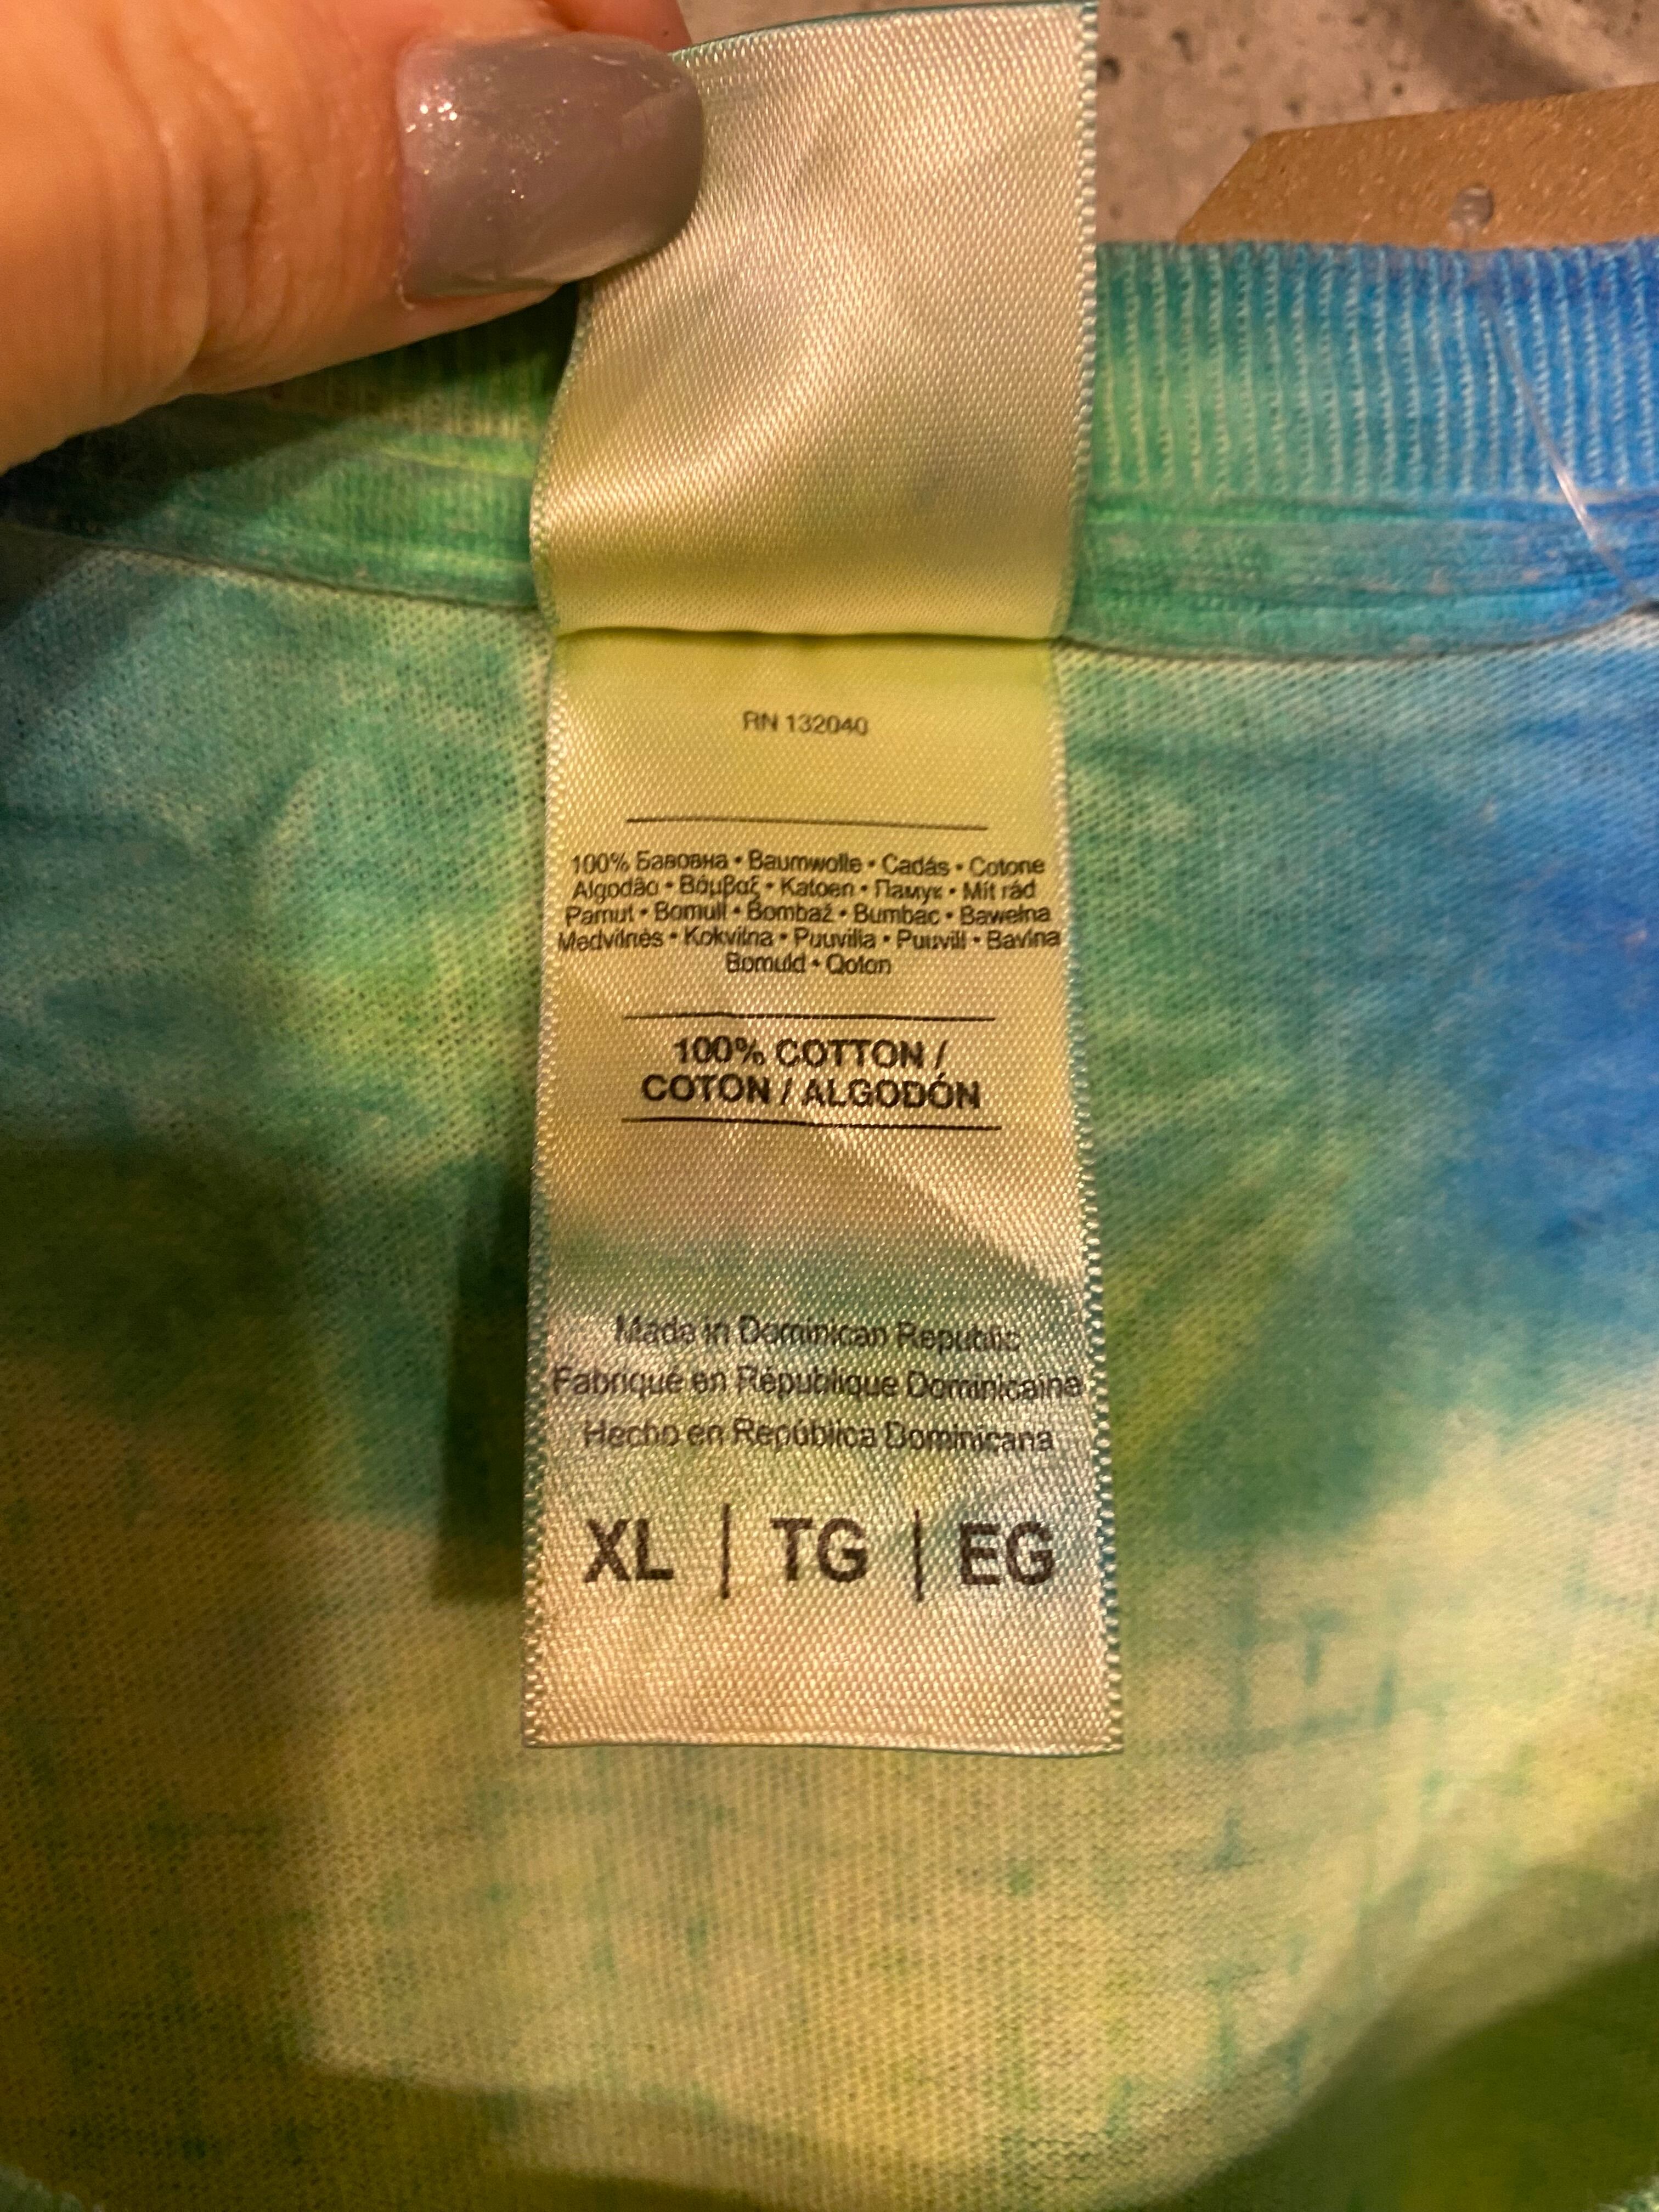 RN 132040
100% Бавовна • Baumwolle • Cadás • Cotone
Algodão • Βάμβαξ • Katoen • Памук • Mít rád
Pamut • Bomull • Bombaž • Bumbac • Bawełna
Medvilnės • Kokvilna • Puuvilla • Puuvill • Bavlna
Bomuld • Qoton
100% COTTON /
COTON / ALGODÓN
Made in Dominican Republic
Fabriqué en République Dominicaine
Hecho en República Dominicana
XL | TG | EG